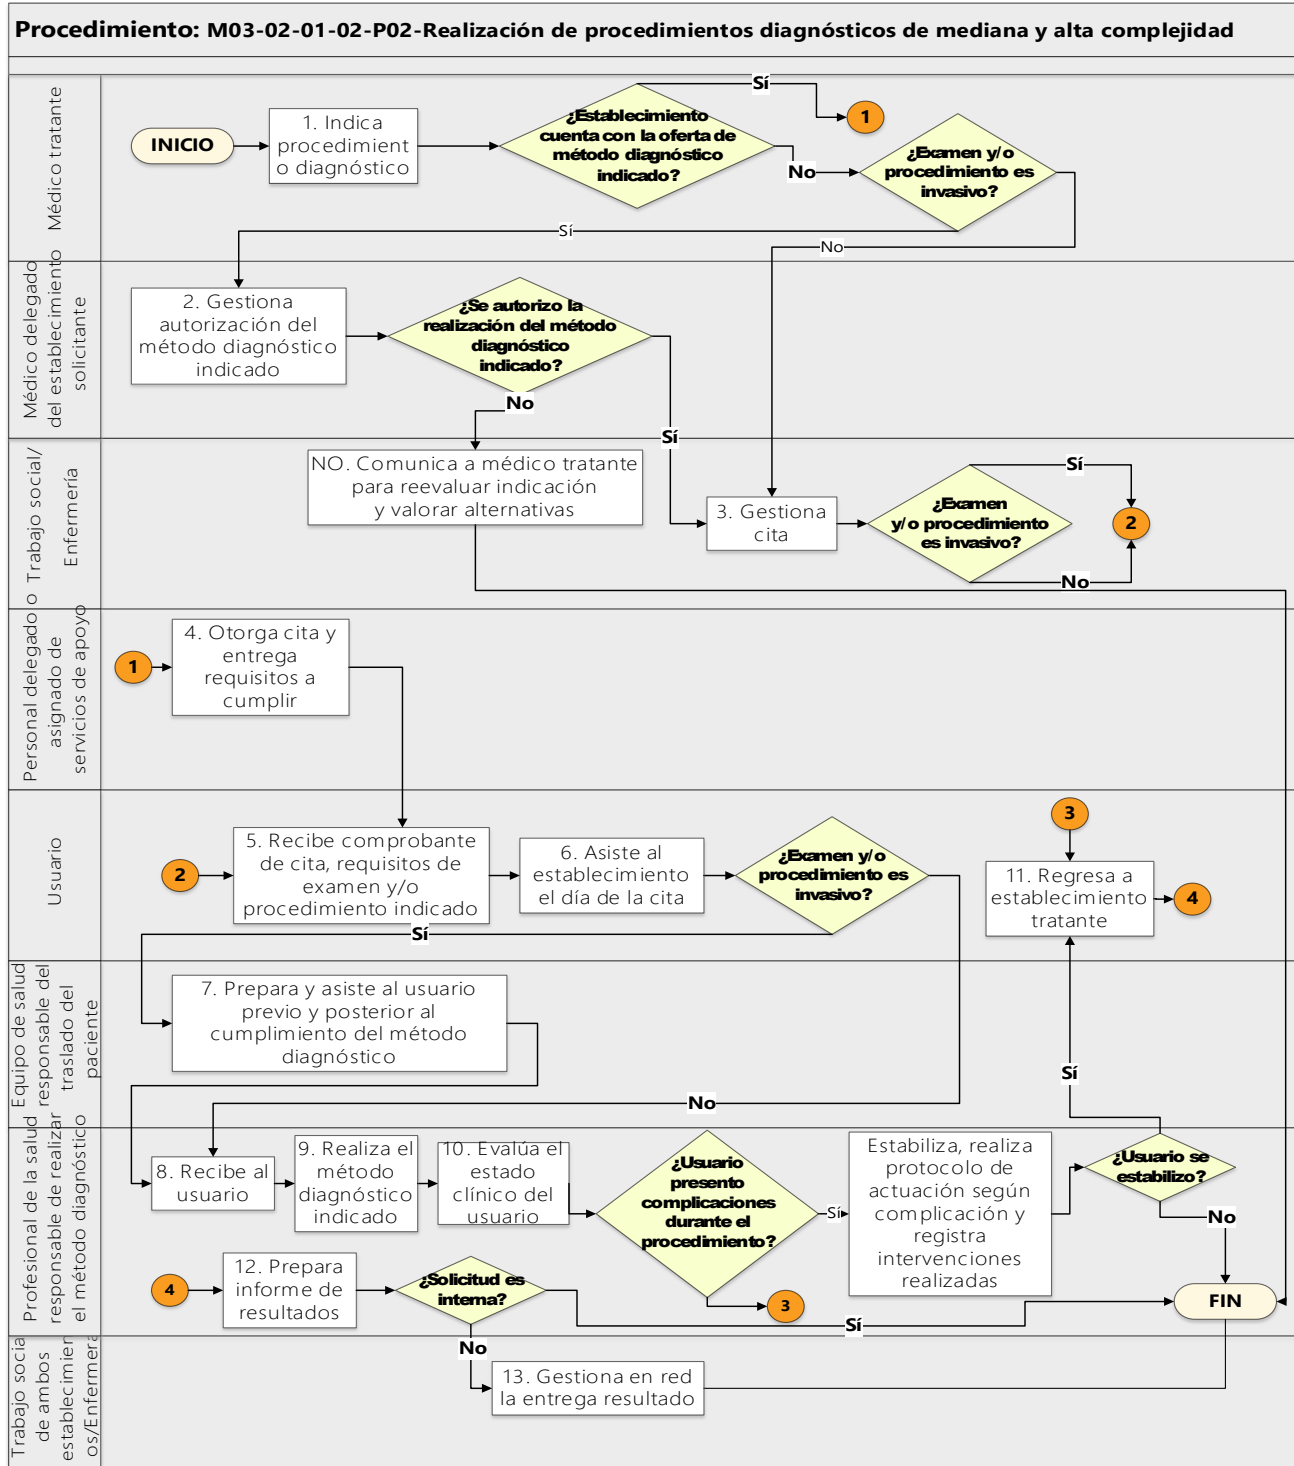 Procedimiento: M03-02-01-02-P02-Realización de procedimientos diagnósticos de mediana y alta complejidad
Médico tratante
INICIO
1. Indica
procedimient
o diagnóstico
¿Establecimiento
cuenta con la oferta de
método diagnóstico
indicado?
Sí
1
No
¿Examen y/o
procedimiento es
invasivo?
Sí
No
Médico delegado
del establecimiento
solicitante
2. Gestiona
autorización del
método diagnóstico
indicado
¿Se autorizo la
realización del método
diagnóstico
indicado?
No
Sí
Trabajo social/
Enfermería
NO. Comunica a médico tratante
para reevaluar indicación
y valorar alternativas
3. Gestiona
cita
¿Examen
y/o procedimiento
es invasivo?
Sí
No
2
Personal delegado o
asignado de
servicios de apoyo
1
4. Otorga cita y
entrega
requisitos a
cumplir
Usuario
2
5. Recibe comprobante
de cita, requisitos de
examen y/o
procedimiento indicado
6. Asiste al
establecimiento
el día de la cita
¿Examen y/o
procedimiento es
invasivo?
Sí
No
3
11. Regresa a
establecimiento
tratante
4
Equipo de salud
responsable del
traslado del
paciente
7. Prepara y asiste al usuario
previo y posterior al
cumplimiento del método
diagnóstico
Sí
Profesional de la salud
responsable de realizar
el método diagnóstico
8. Recibe al
usuario
9. Realiza el
método
diagnóstico
indicado
10. Evalúa el
estado
clínico del
usuario
¿Usuario
presento
complicaciones
durante el
procedimiento?
Sí
3
Estabiliza, realiza
protocolo de
actuación según
complicación y
registra
intervenciones
realizadas
¿Usuario se
estabilizo?
No
4
12. Prepara
informe de
resultados
¿Solicitud es
interna?
Sí
FIN
No
Trabajo socia
de ambos
establecimien
os/Enfermera
13. Gestiona en red
la entrega resultado